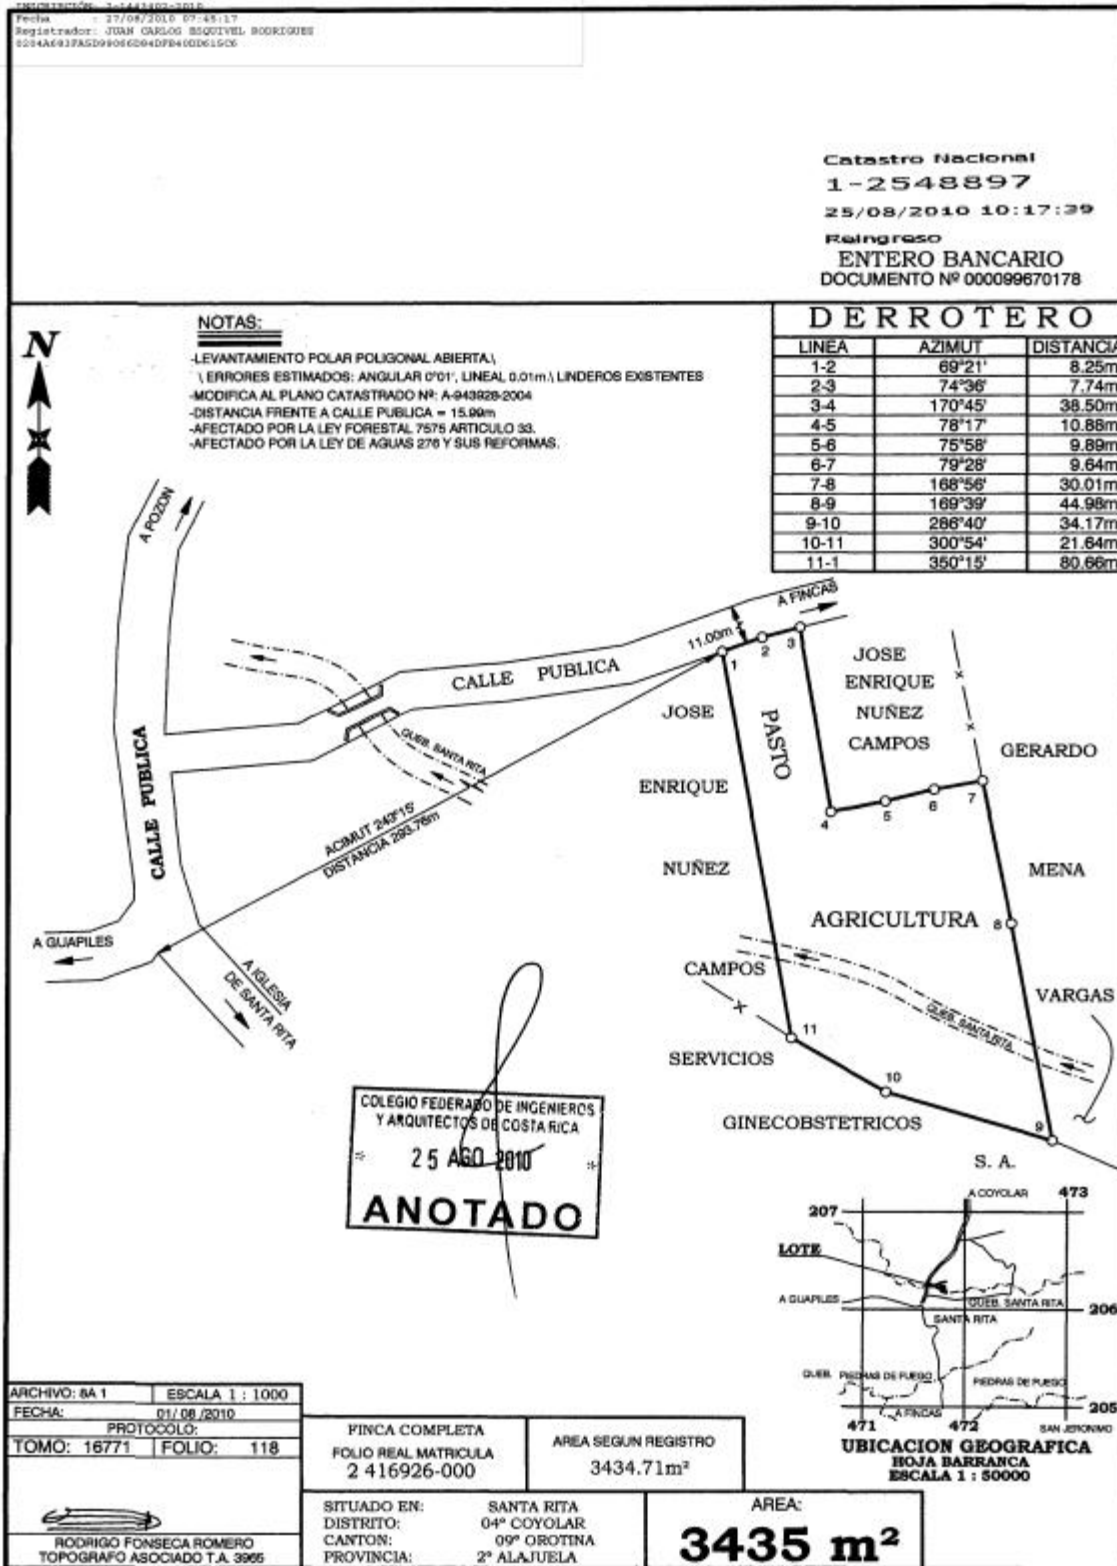 INSCRIPCIÓN: 2-1443402-2010
Fecha : 27/08/2010 07:45:17
Registrador: JUAN CARLOS ESQUIVEL RODRIGUES
Catastro Nacional
1-2548897
25/08/2010 10:17:39
Reingreso
ENTERO BANCARIO
DOCUMENTO Nº 000099670178
NOTAS:
-LEVANTAMIENTO POLAR POLIGONAL ABIERTA.\
\ ERRORES ESTIMADOS: ANGULAR 0°01', LINEAL 0.01m.\ LINDEROS EXISTENTES
-MODIFICA AL PLANO CATASTRADO Nº: A-943928-2004
-DISTANCIA FRENTE A CALLE PUBLICA = 15.99m
-AFECTADO POR LA LEY FORESTAL 7575 ARTICULO 33.
-AFECTADO POR LA LEY DE AGUAS 276 Y SUS REFORMAS.
N
DERROTERO
LINEA AZIMUT DISTANCIA
1-2 69°21' 8.25m
2-3 74°36' 7.74m
3-4 170°45' 38.50m
4-5 78°17' 10.88m
5-6 75°58' 9.89m
6-7 79°28' 9.64m
7-8 168°56' 30.01m
8-9 169°39' 44.98m
9-10 286°40' 34.17m
10-11 300°54' 21.64m
11-1 350°15' 80.66m
A POZON
A FINCAS
11.00m
1
2
3
CALLE PUBLICA
JOSE
ENRIQUE
NUÑEZ
CAMPOS
JOSE
PASTO
QUEB. SANTA RITA
GERARDO
ENRIQUE
CALLE PUBLICA
4
5
6
7
ACIMUT 243°15'
DISTANCIA 293.76m
NUÑEZ
MENA
AGRICULTURA
8
A GUAPILES
A IGLESIA
DE SANTA RITA
CAMPOS
VARGAS
QUEB. SANTA RITA
11
SERVICIOS
10
GINECOBSTETRICOS
9
S. A.
COLEGIO FEDERADO DE INGENIEROS
Y ARQUITECTOS DE COSTA RICA
25 AGO 2010
ANOTADO
A COYOLAR
473
207
LOTE
A GUAPILES
QUEB. SANTA RITA
206
SANTA RITA
QUEB. PIEDRAS DE FUEGO
PIEDRAS DE FUEGO
205
A FINCAS
471
472
SAN JERONIMO
UBICACION GEOGRAFICA
HOJA BARRANCA
ESCALA 1 : 50000
ARCHIVO: 8A 1 ESCALA 1 : 1000
FECHA: 01/ 08 /2010
PROTOCOLO:
TOMO: 16771 FOLIO: 118
RODRIGO FONSECA ROMERO
TOPOGRAFO ASOCIADO T.A. 3965
FINCA COMPLETA
FOLIO REAL MATRICULA
2 416926-000
AREA SEGUN REGISTRO
3434.71m²
SITUADO EN: SANTA RITA
DISTRITO: 04º COYOLAR
CANTON: 09º OROTINA
PROVINCIA: 2º ALAJUELA
AREA:
3435 m²